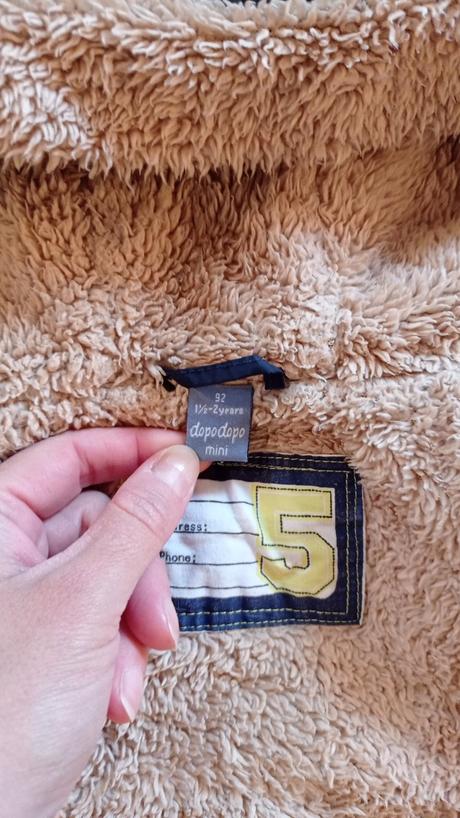 92
1½-2years
dopodopo
mini
ress:
Phone:
5